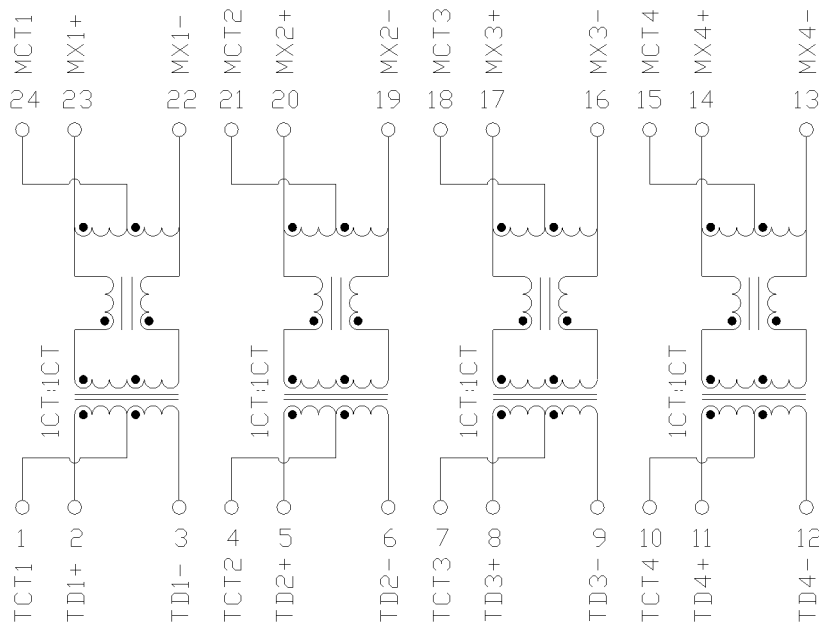 MCT1 MX1+ MX1- MCT2 MX2+ MX2- MCT3 MX3+ MX3- MCT4 MX4+ MX4-
24 23 22 21 20 19 18 17 16 15 14 13
1CT:1CT 1CT:1CT 1CT:1CT 1CT:1CT
1 2 3 4 5 6 7 8 9 10 11 12
TCT1 TD1+ TD1- TCT2 TD2+ TD2- TCT3 TD3+ TD3- TCT4 TD4+ TD4-